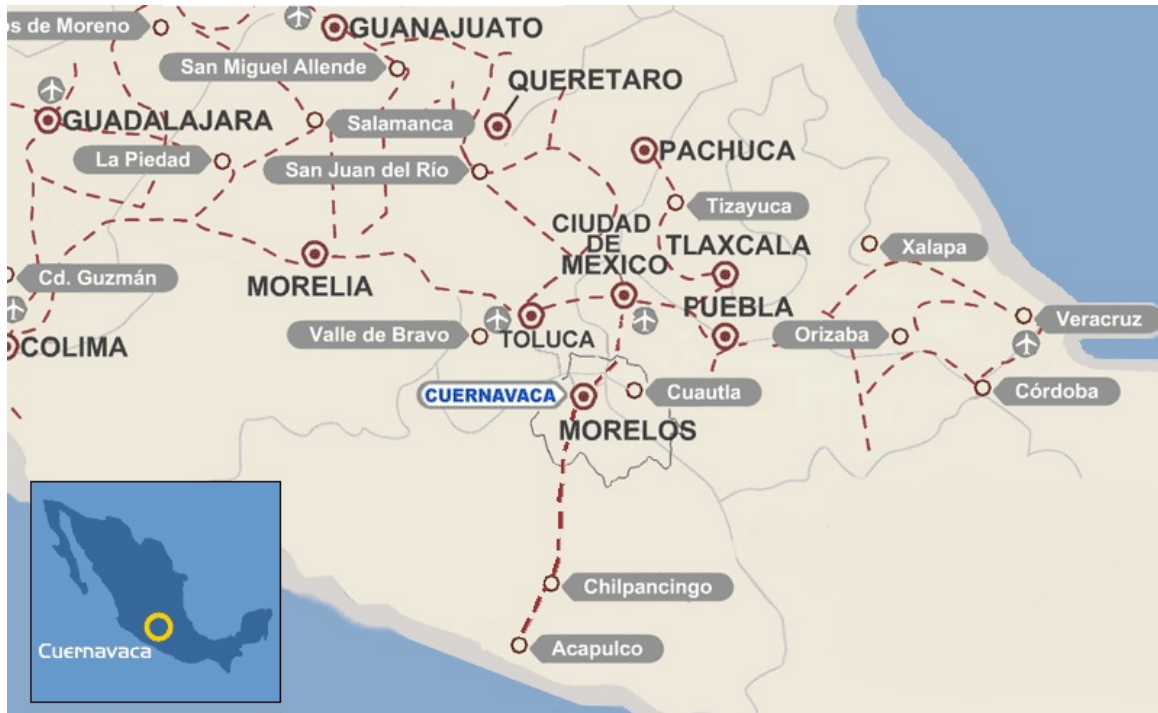 os de Moreno
GUANAJUATO
San Miguel Allende
QUERETARO
GUADALAJARA
Salamanca
La Piedad
San Juan del Río
PACHUCA
Tizayuca
CIUDAD
DE
MEXICO
TLAXCALA
Xalapa
Cd. Guzmán
MORELIA
PUEBLA
Veracruz
COLIMA
Valle de Bravo
TOLUCA
Orizaba
CUERNAVACA
Cuautla
Córdoba
MORELOS
Chilpancingo
Acapulco
Cuernavaca